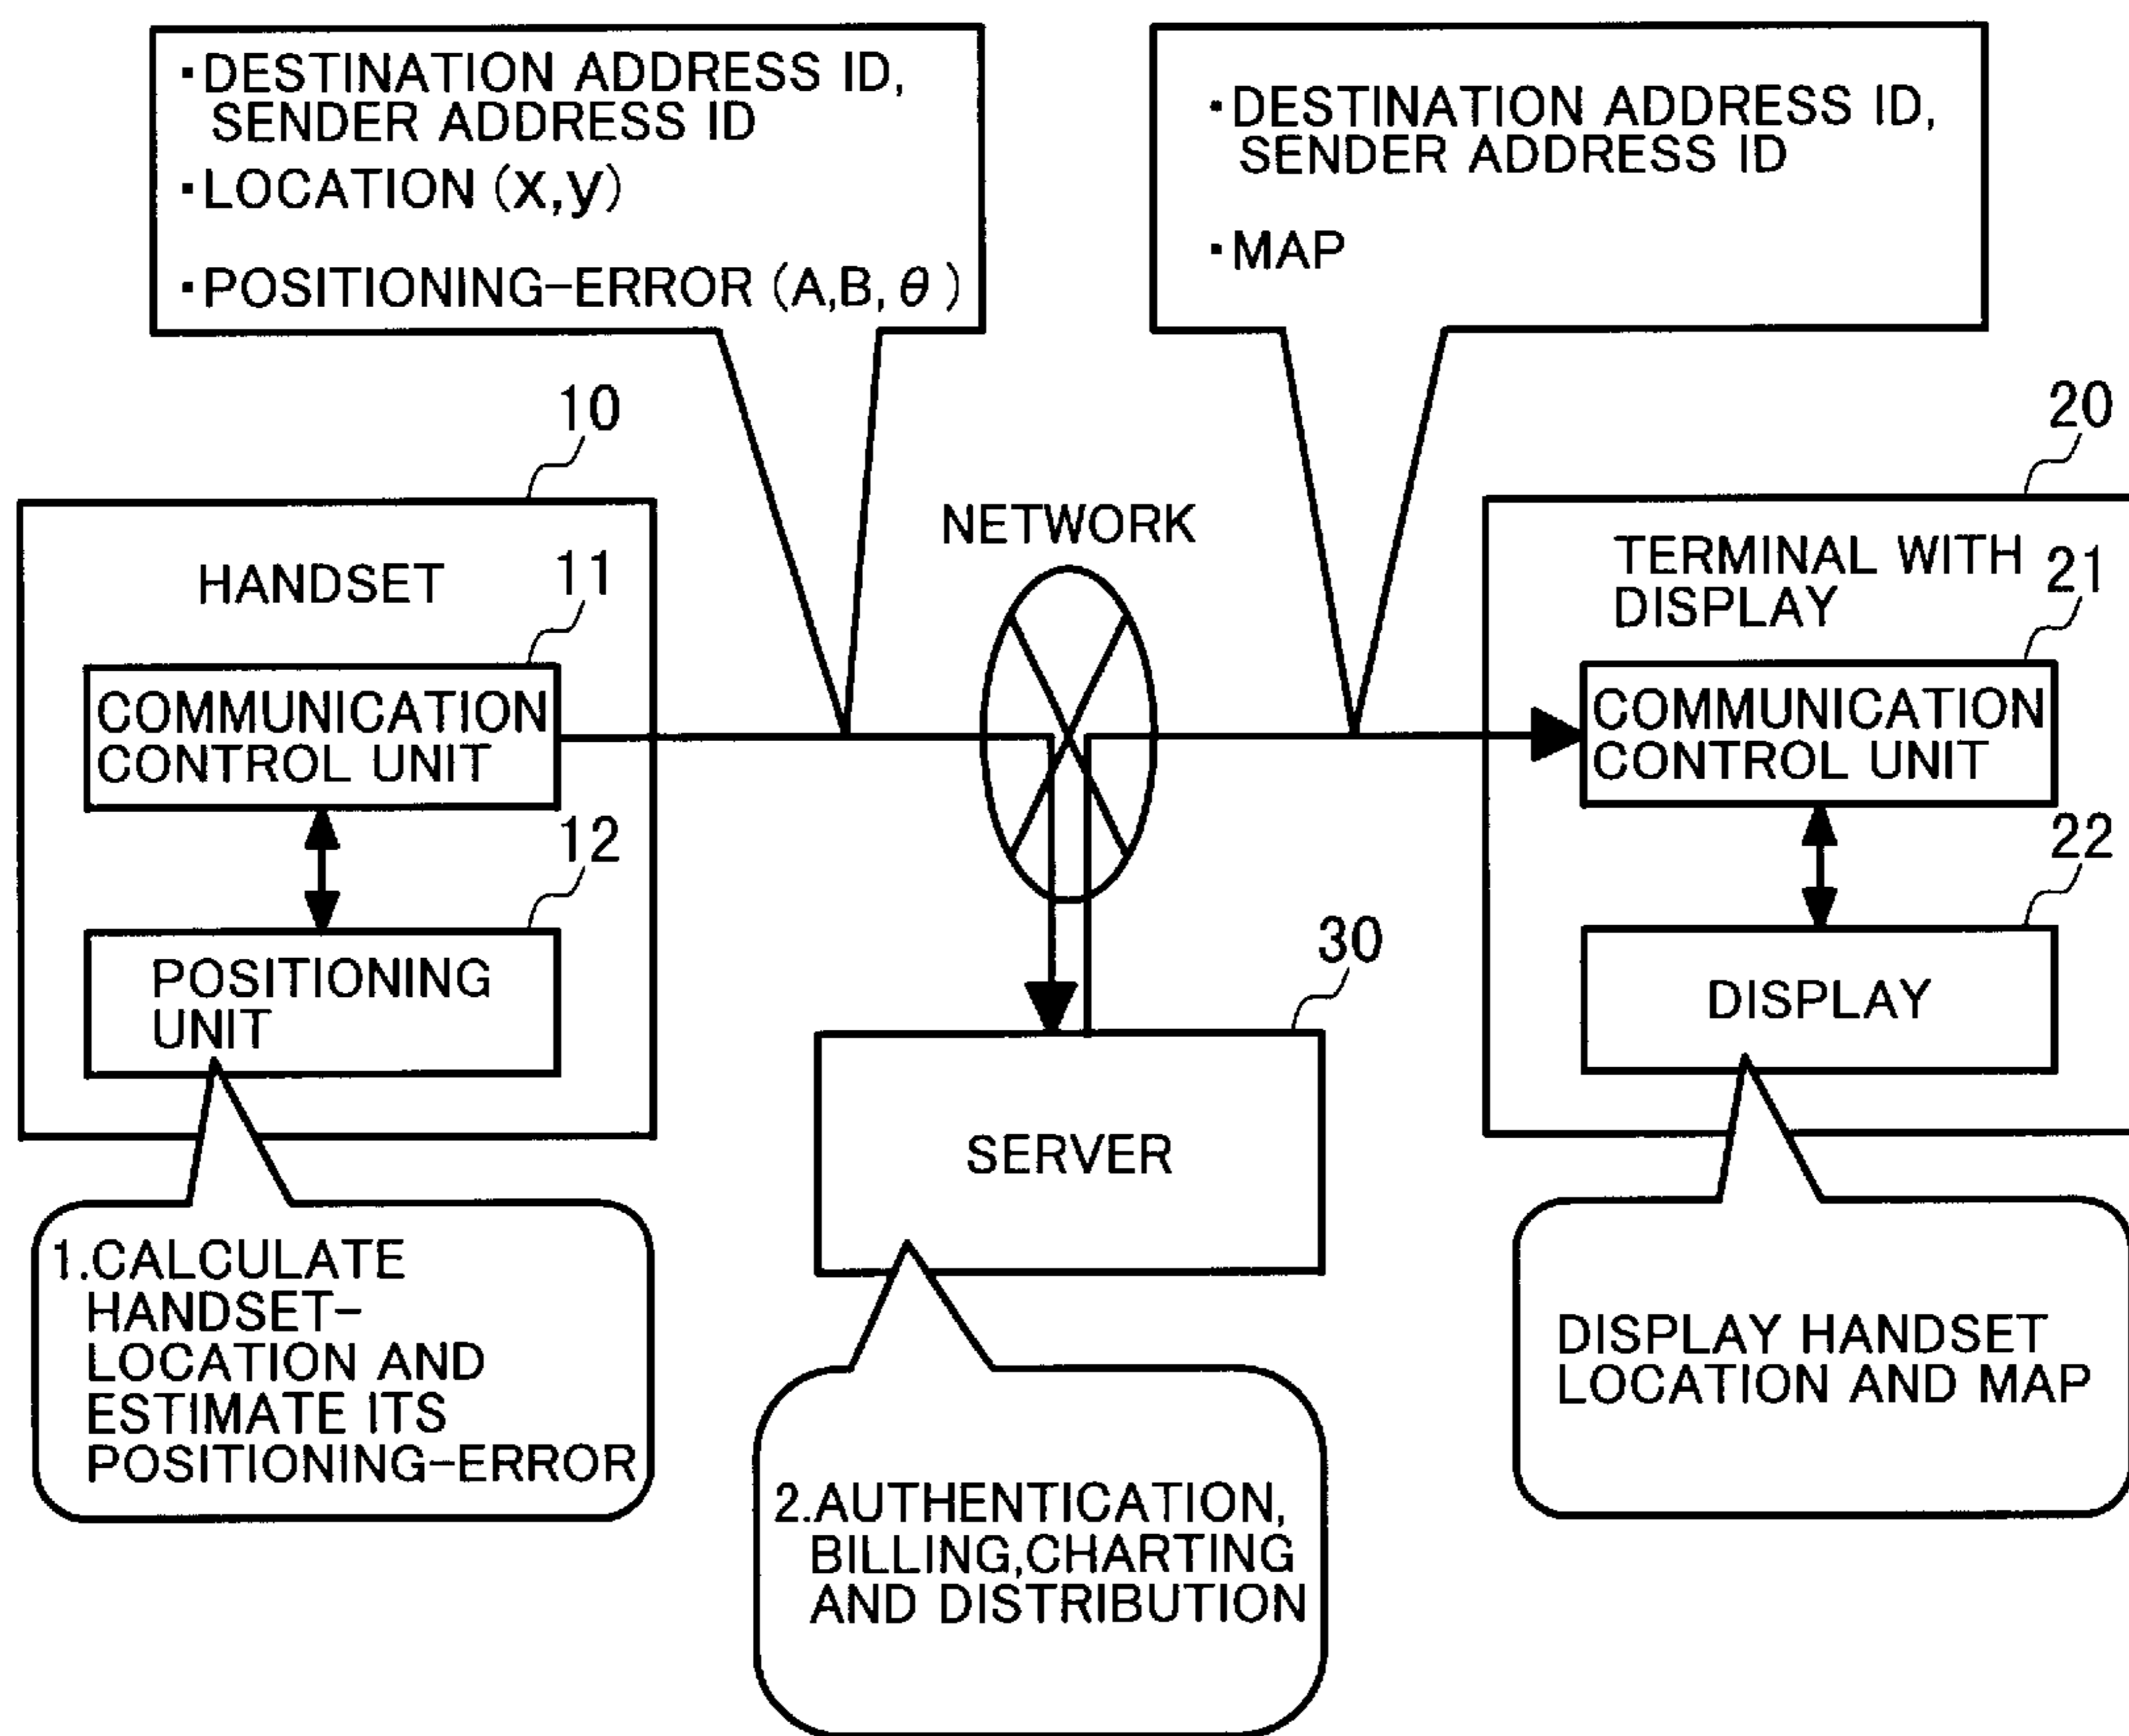 ・DESTINATION ADDRESS ID,
SENDER ADDRESS ID
・LOCATION (x,y)
・POSITIONING-ERROR (A,B, θ )
・DESTINATION ADDRESS ID,
SENDER ADDRESS ID
・MAP
10
HANDSET
11
COMMUNICATION
CONTROL UNIT
12
POSITIONING
UNIT
1.CALCULATE
HANDSET-
LOCATION AND
ESTIMATE ITS
POSITIONING-ERROR
NETWORK
30
SERVER
2.AUTHENTICATION,
BILLING,CHARTING
AND DISTRIBUTION
20
TERMINAL WITH
DISPLAY
21
COMMUNICATION
CONTROL UNIT
22
DISPLAY
DISPLAY HANDSET
LOCATION AND MAP